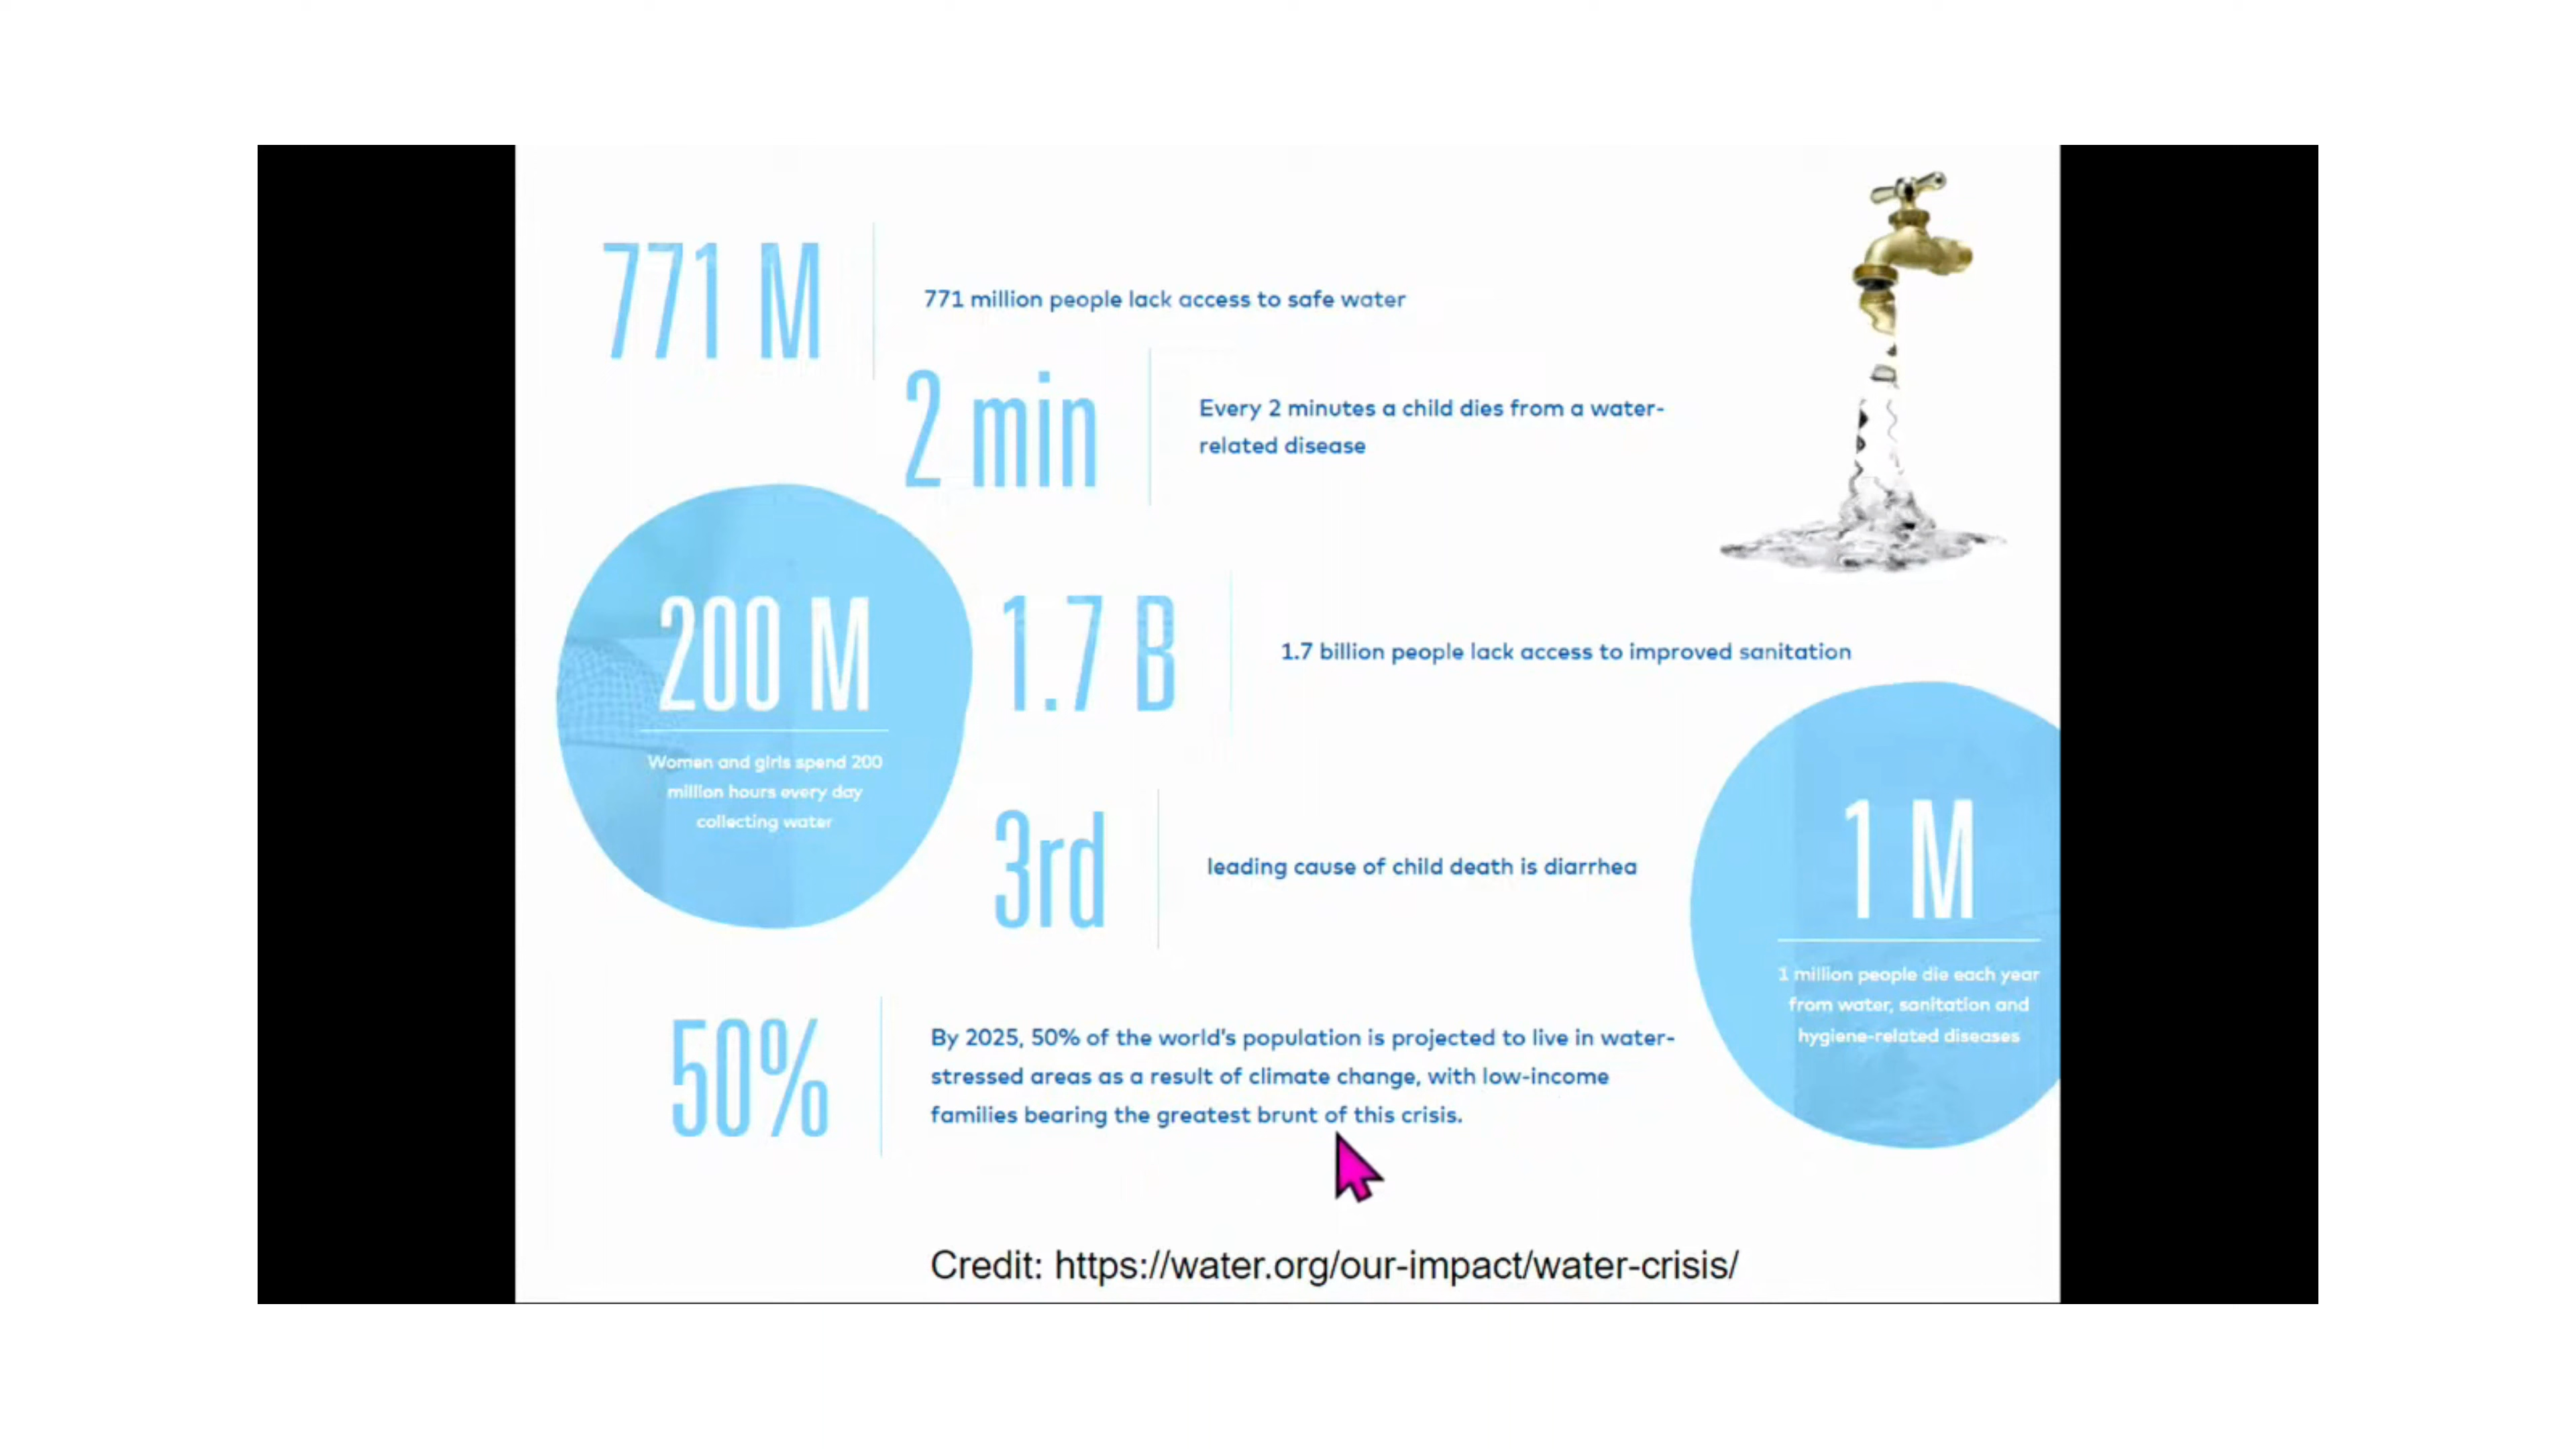 771 M
771 million people lack access to safe water
2 min
Every 2 minutes a child dies from a water-
related disease
200 M
Women and girls spend 200
million hours every day
collecting water
1.7 B
1.7 billion people lack access to improved sanitation
3rd
leading cause of child death is diarrhea
1 M
1 million people die each year
from water, sanitation and
hygiene-related diseases
50%
By 2025, 50% of the world's population is projected to live in water-
stressed areas as a result of climate change, with low-income
families bearing the greatest brunt of this crisis.
Credit: https://water.org/our-impact/water-crisis/